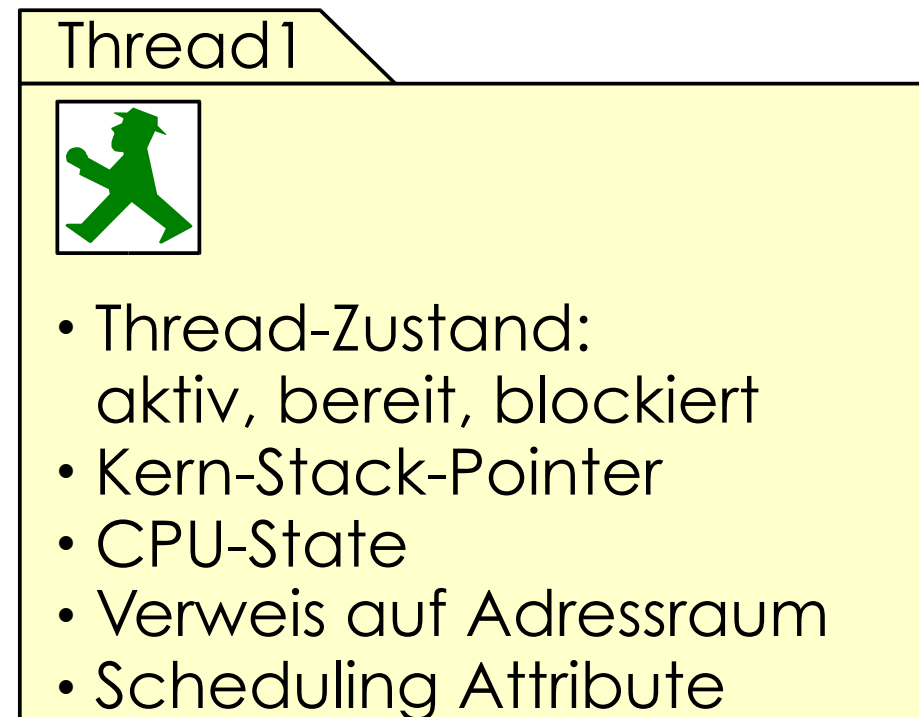 Thread1
• Thread-Zustand:
aktiv, bereit, blockiert
• Kern-Stack-Pointer
• CPU-State
• Verweis auf Adressraum
• Scheduling Attribute